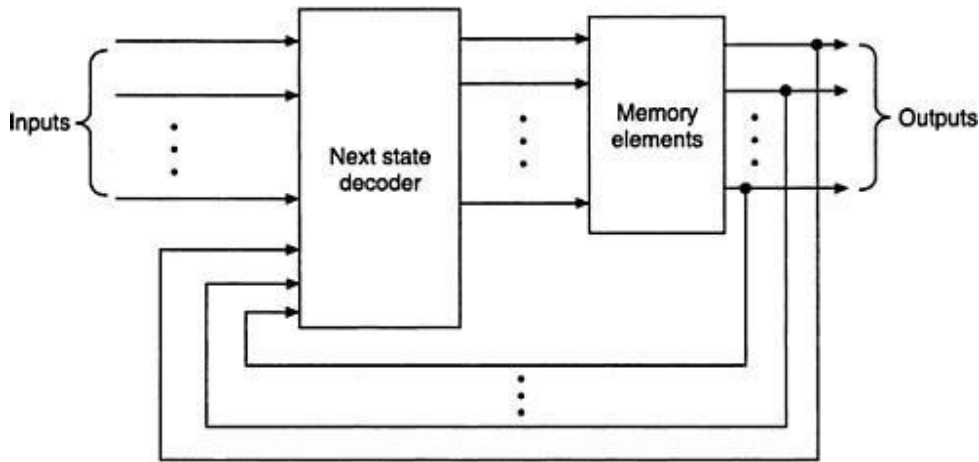 Inputs
Next state
decoder
Memory
elements
Outputs